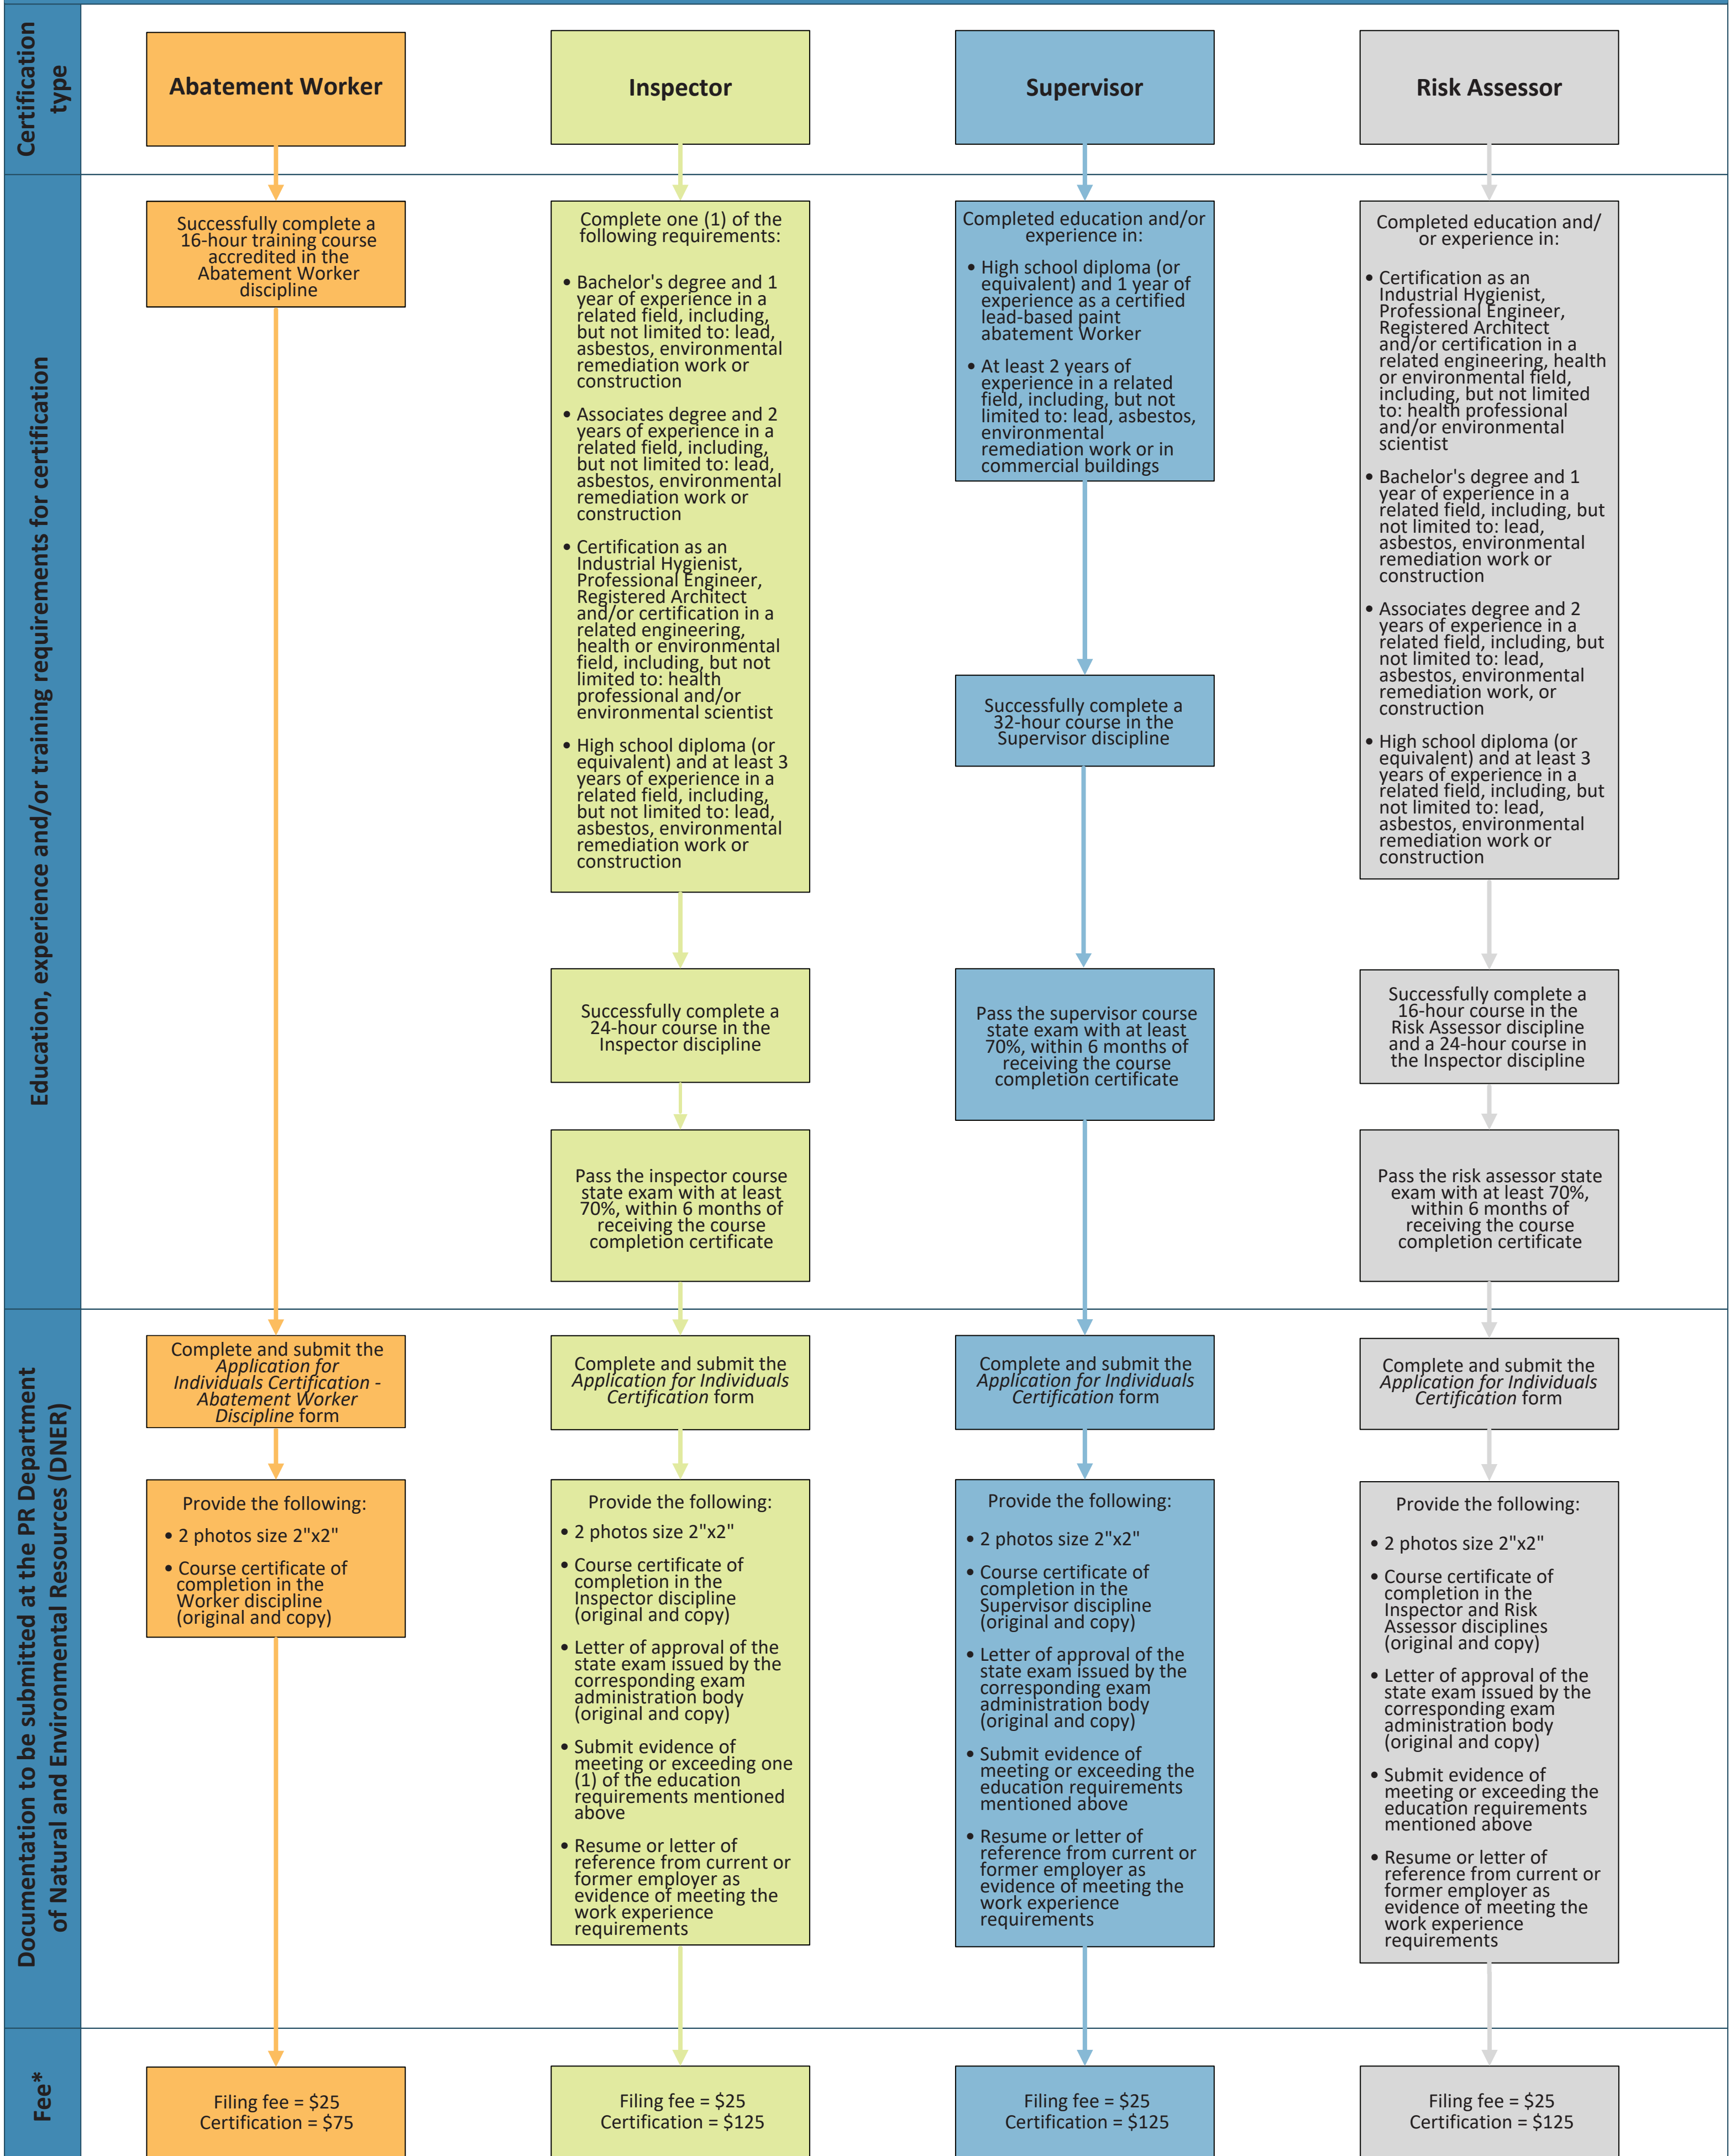 Certification
type
Abatement Worker
Inspector
Supervisor
Risk Assessor
Education, experience and/or training requirements for certification
Successfully complete a
16-hour training course
accredited in the
Abatement Worker
discipline
Complete one (1) of the
following requirements:
• Bachelor's degree and 1
year of experience in a
related field, including,
but not limited to: lead,
asbestos, environmental
remediation work or
construction
• Associates degree and 2
years of experience in a
related field, including,
but not limited to: lead,
asbestos, environmental
remediation work or
construction
• Certification as an
Industrial Hygienist,
Professional Engineer,
Registered Architect
and/or certification in a
related engineering,
health or environmental
field, including, but not
limited to: health
professional and/or
environmental scientist
• High school diploma (or
equivalent) and at least 3
years of experience in a
related field, including,
but not limited to: lead,
asbestos, environmental
remediation work or
construction
Successfully complete a
24-hour course in the
Inspector discipline
Pass the inspector course
state exam with at least
70%, within 6 months of
receiving the course
completion certificate
Completed education and/or
experience in:
• High school diploma (or
equivalent) and 1 year of
experience as a certified
lead-based paint
abatement Worker
• At least 2 years of
experience in a related
field, including, but not
limited to: lead, asbestos,
environmental
remediation work or in
commercial buildings
Successfully complete a
32-hour course in the
Supervisor discipline
Pass the supervisor course
state exam with at least
70%, within 6 months of
receiving the course
completion certificate
Completed education and/
or experience in:
• Certification as an
Industrial Hygienist,
Professional Engineer,
Registered Architect
and/or certification in a
related engineering, health
or environmental field,
including, but not limited
to: health professional
and/or environmental
scientist
• Bachelor's degree and 1
year of experience in a
related field, including, but
not limited to: lead,
asbestos, environmental
remediation work or
construction
• Associates degree and 2
years of experience in a
related field, including, but
not limited to: lead,
asbestos, environmental
remediation work, or
construction
• High school diploma (or
equivalent) and at least 3
years of experience in a
related field, including, but
not limited to: lead,
asbestos, environmental
remediation work or
construction
Successfully complete a
16-hour course in the
Risk Assessor discipline
and a 24-hour course in
the Inspector discipline
Pass the risk assessor state
exam with at least 70%,
within 6 months of
receiving the course
completion certificate
Documentation to be submitted at the PR Department
of Natural and Environmental Resources (DNER)
Complete and submit the
Application for
Individuals Certification -
Abatement Worker
Discipline form
Provide the following:
• 2 photos size 2"x2"
• Course certificate of
completion in the
Worker discipline
(original and copy)
Complete and submit the
Application for Individuals
Certification form
Provide the following:
• 2 photos size 2"x2"
• Course certificate of
completion in the
Inspector discipline
(original and copy)
• Letter of approval of the
state exam issued by the
corresponding exam
administration body
(original and copy)
• Submit evidence of
meeting or exceeding one
(1) of the education
requirements mentioned
above
• Resume or letter of
reference from current or
former employer as
evidence of meeting the
work experience
requirements
Complete and submit the
Application for Individuals
Certification form
Provide the following:
• 2 photos size 2"x2"
• Course certificate of
completion in the
Supervisor discipline
(original and copy)
• Letter of approval of the
state exam issued by the
corresponding exam
administration body
(original and copy)
• Submit evidence of
meeting or exceeding the
education requirements
mentioned above
• Resume or letter of
reference from current or
former employer as
evidence of meeting the
work experience
requirements
Complete and submit the
Application for Individuals
Certification form
Provide the following:
• 2 photos size 2"x2"
• Course certificate of
completion in the
Inspector and Risk
Assessor disciplines
(original and copy)
• Letter of approval of the
state exam issued by the
corresponding exam
administration body
(original and copy)
• Submit evidence of
meeting or exceeding the
education requirements
mentioned above
• Resume or letter of
reference from current or
former employer as
evidence of meeting the
work experience
requirements
Fee*
Filing fee = $25
Certification = $75
Filing fee = $25
Certification = $125
Filing fee = $25
Certification = $125
Filing fee = $25
Certification = $125